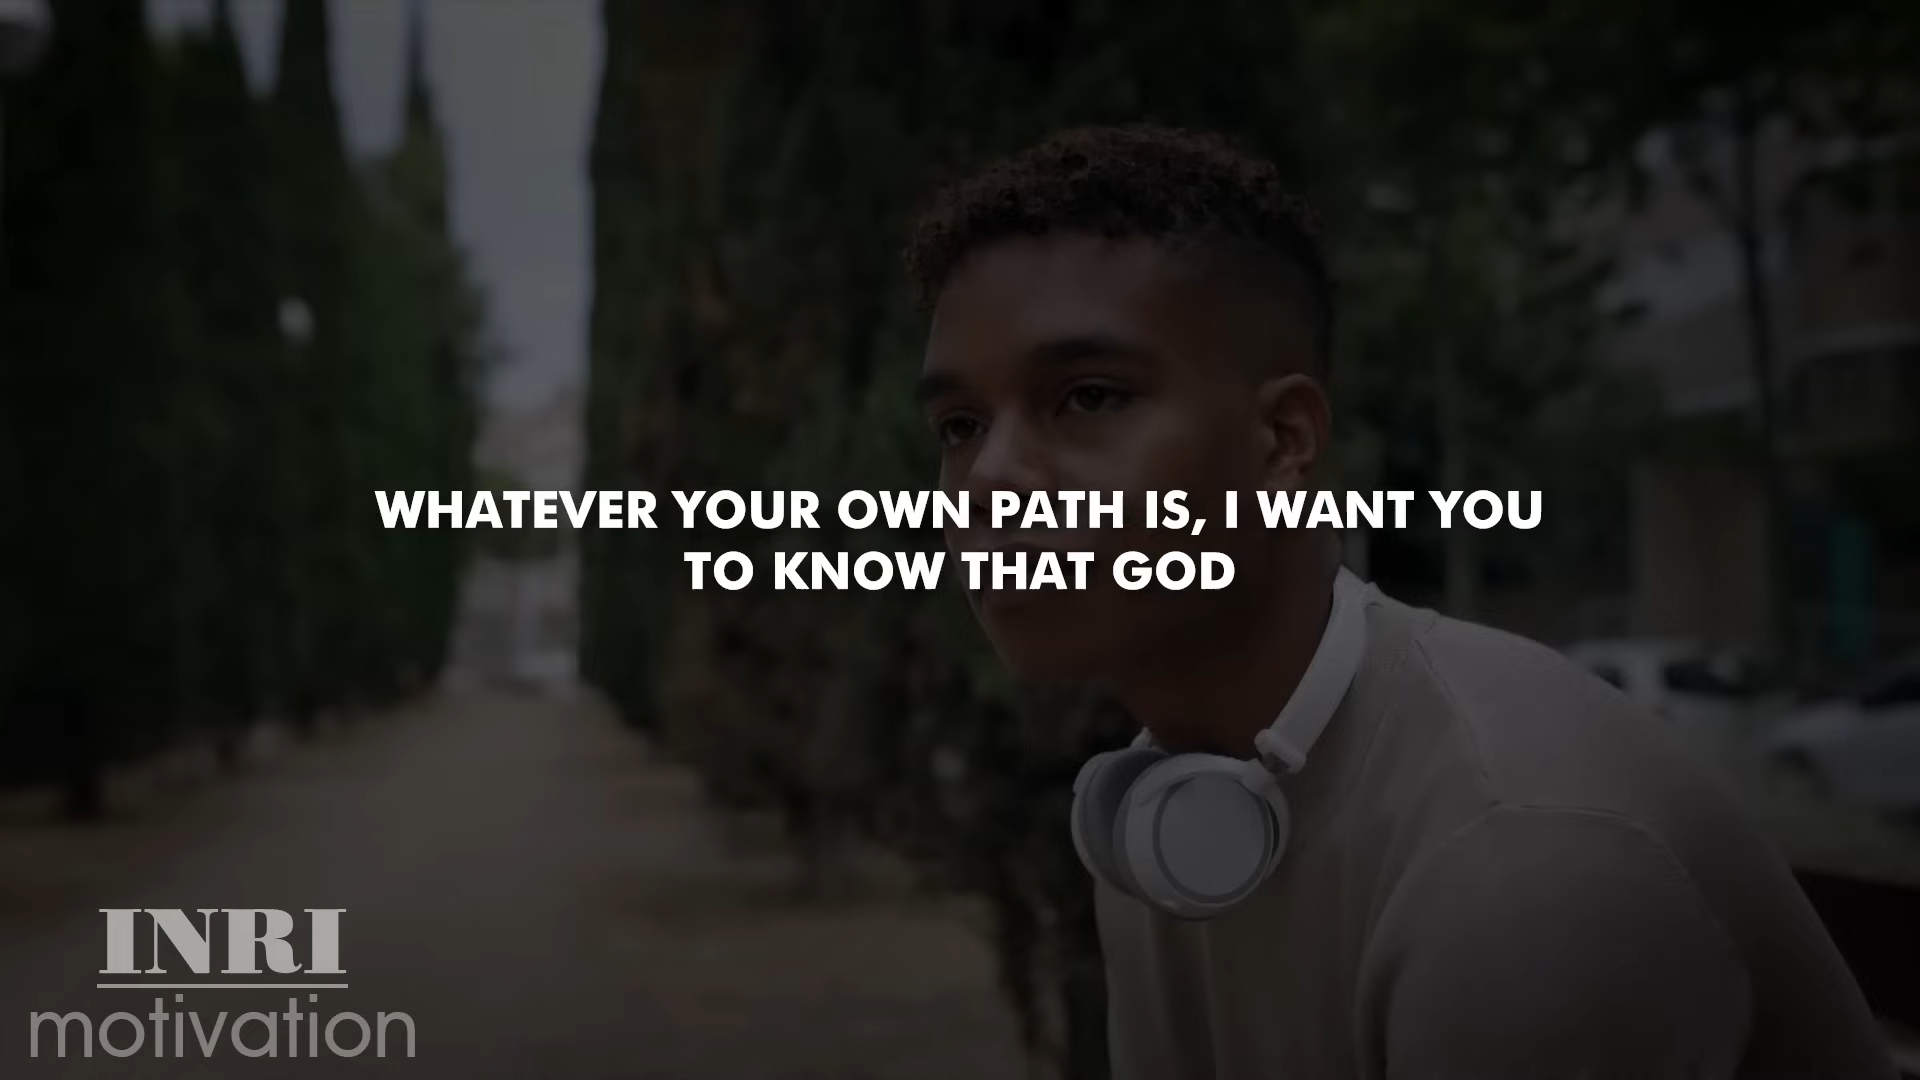 WHATEVER YOUR OWN PATH IS, I WANT YOU
TO KNOW THAT GOD
INRI
motivation